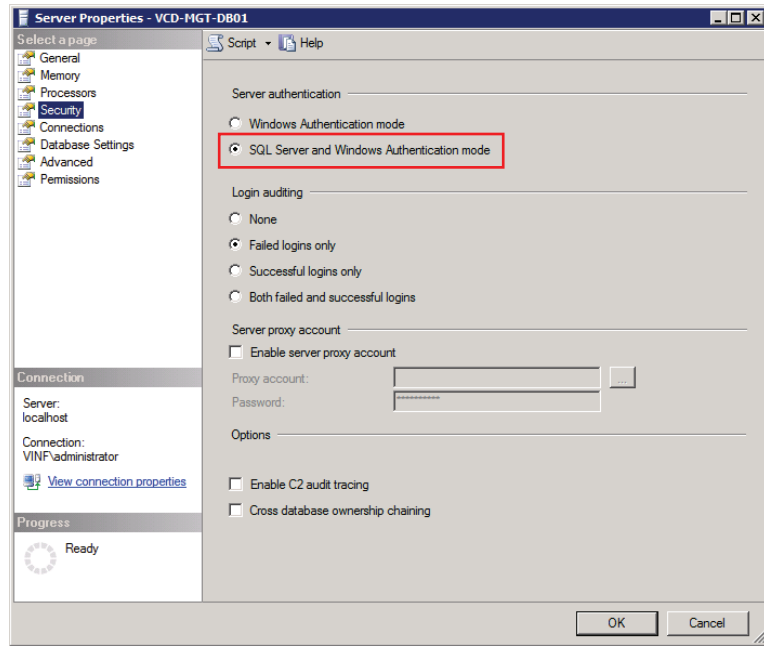 Server Properties - VCD-MGT-DB01
Select a page
General
Memory
Processors
Security
Connections
Database Settings
Advanced
Permissions
Script Help
Server authentication
Windows Authentication mode
SQL Server and Windows Authentication mode
Login auditing
None
Failed logins only
Successful logins only
Both failed and successful logins
Server proxy account
Enable server proxy account
Proxy account:
...
Password:
**********
Options
Enable C2 audit tracing
Cross database ownership chaining
Connection
Server:
localhost
Connection:
VINF\administrator
View connection properties
Progress
Ready
OK
Cancel